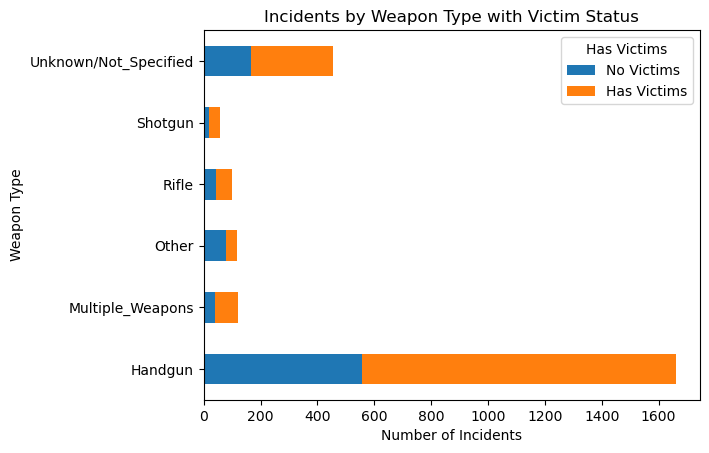 Incidents by Weapon Type with Victim Status
Has Victims
No Victims
Has Victims
Weapon Type
Unknown/Not_Specified
Shotgun
Rifle
Other
Multiple_Weapons
Handgun
0 200 400 600 800 1000 1200 1400 1600
Number of Incidents